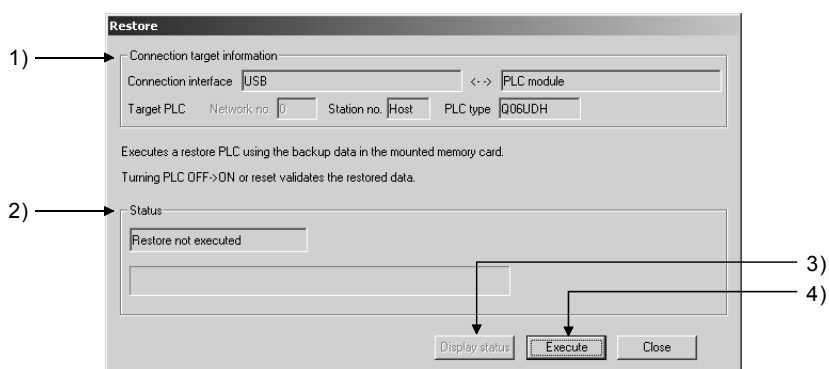 Restore
1)
Connection target information
Connection interface USB <--> PLC module
Target PLC Network no. 0 Station no. Host PLC type Q06UDH
Executes a restore PLC using the backup data in the mounted memory card.
Turning PLC OFF->ON or reset validates the restored data.
2)
Status
Restore not executed
3)
4)
Display status Execute Close